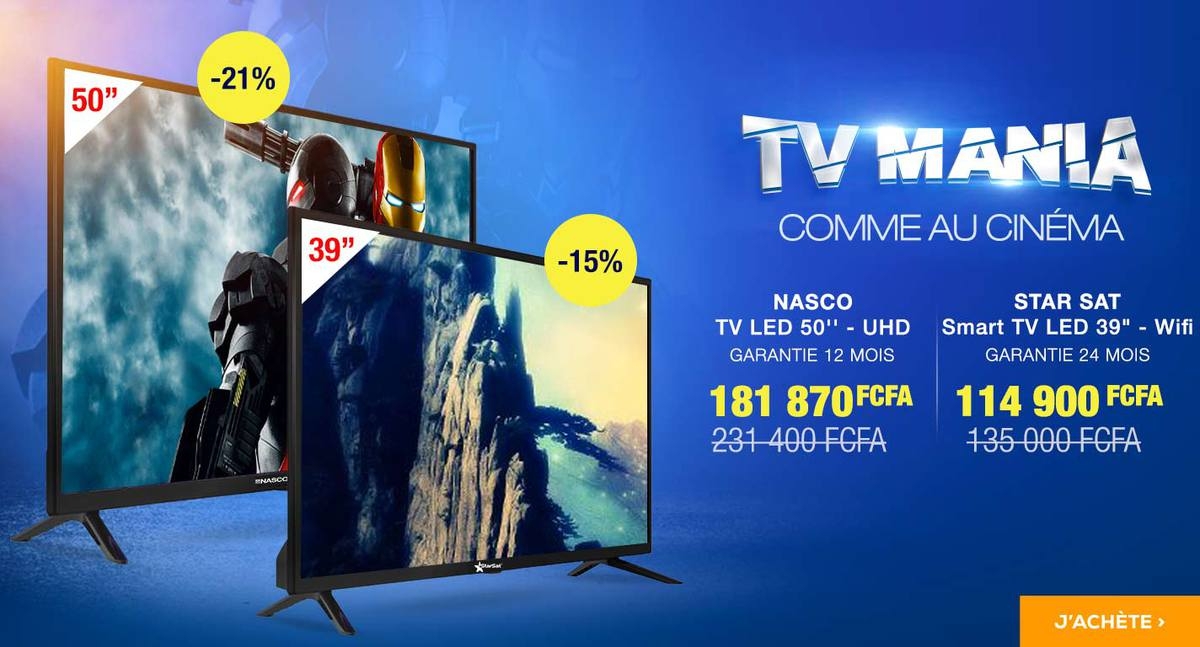 50”
-21%
39”
-15%
NASCO
StarSat
TV MANIA
COMME AU CINÉMA
NASCO
TV LED 50'' - UHD
GARANTIE 12 MOIS
181 870 FCFA
231 400 FCFA
STAR SAT
Smart TV LED 39" - Wifi
GARANTIE 24 MOIS
114 900 FCFA
135 000 FCFA
J'ACHÈTE ›